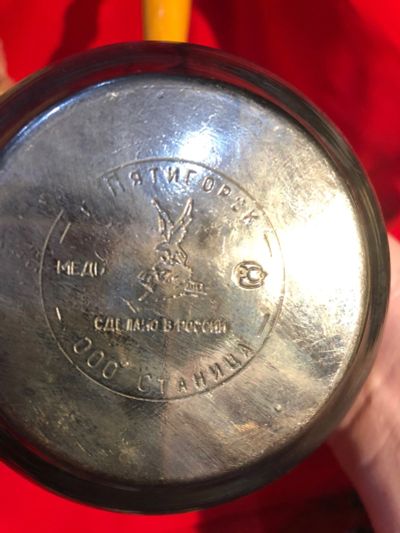 г. Пятигорск
МЕДЬ
СДЕЛАНО В РОССИИ
ООО Станица